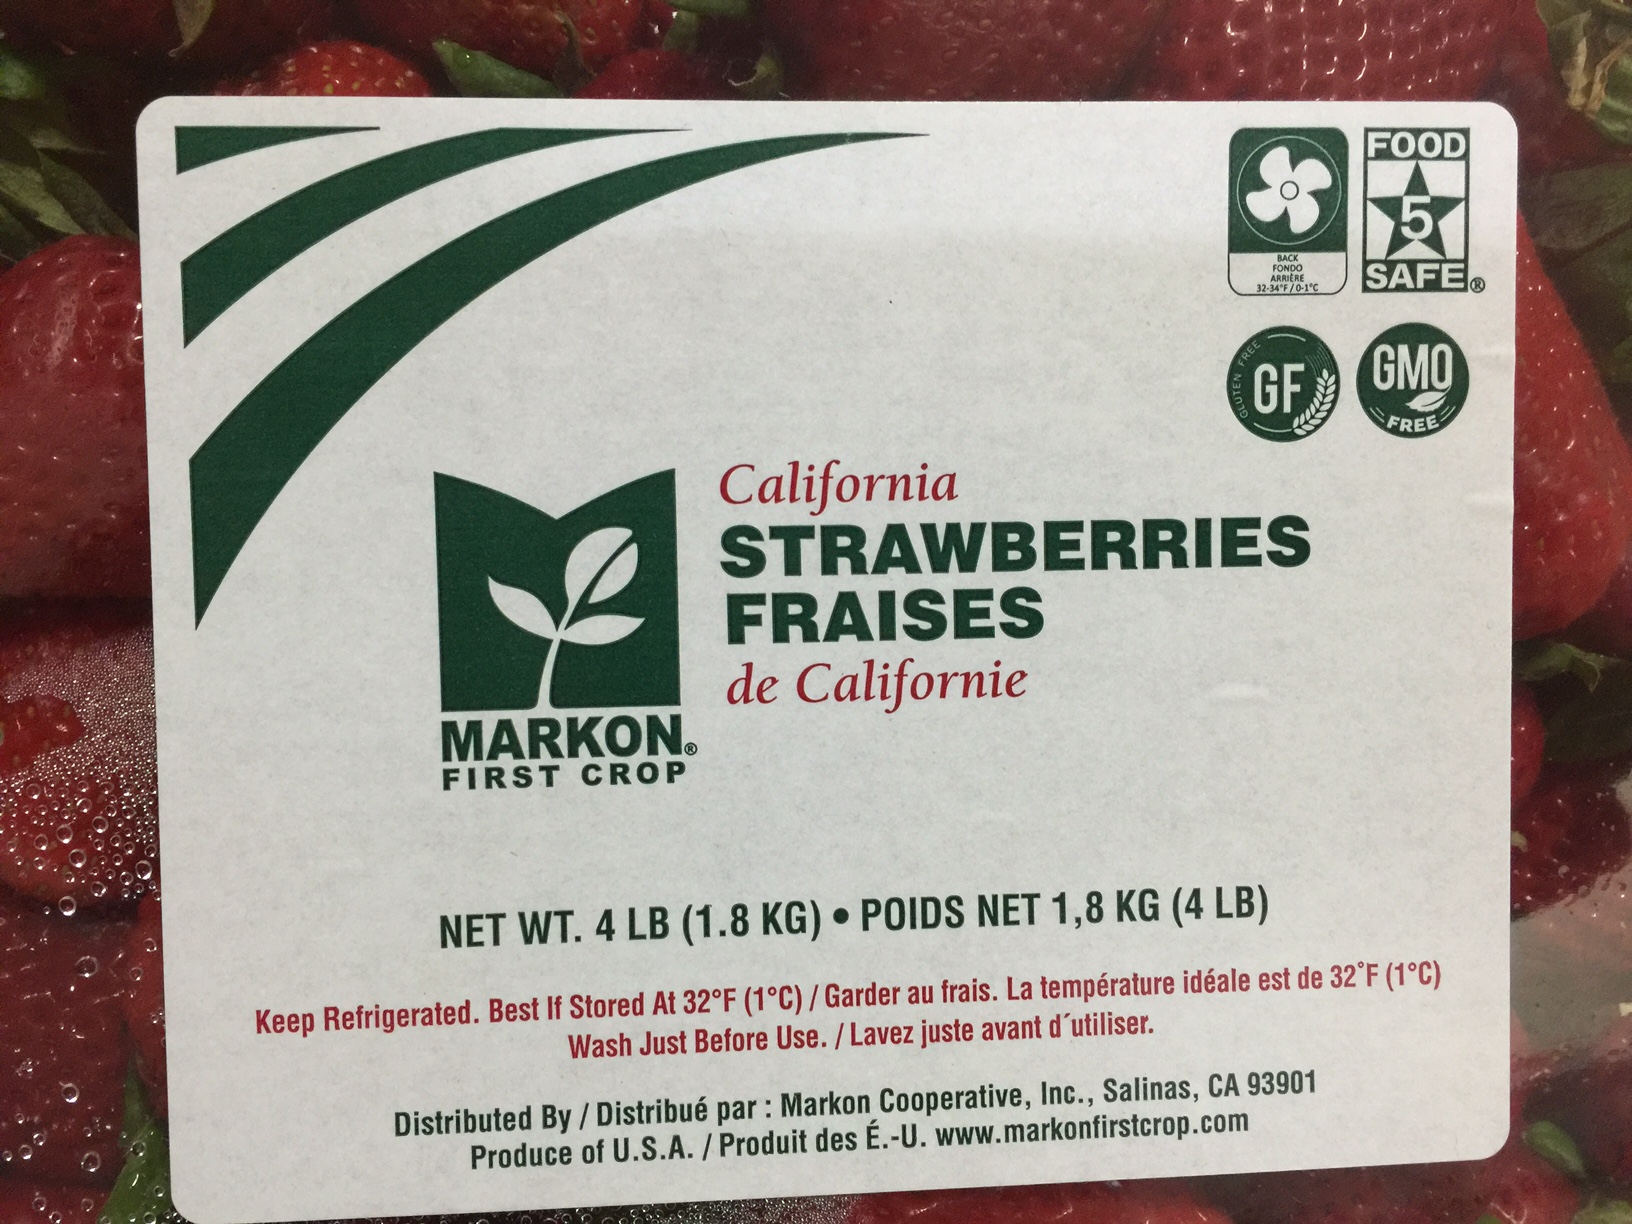 BACK
FONDO
ARRIÈRE
32-34°F / 0-1°C
FOOD
5
SAFE®
GLUTEN FREE
GF
GMO
FREE
California
STRAWBERRIES
FRAISES
de Californie
MARKON®
FIRST CROP
NET WT. 4 LB (1.8 KG) • POIDS NET 1,8 KG (4 LB)
Keep Refrigerated. Best If Stored At 32°F (1°C) / Garder au frais. La température idéale est de 32°F (1°C)
Wash Just Before Use. / Lavez juste avant d´utiliser.
Distributed By / Distribué par : Markon Cooperative, Inc., Salinas, CA 93901
Produce of U.S.A. / Produit des É.-U. www.markonfirstcrop.com